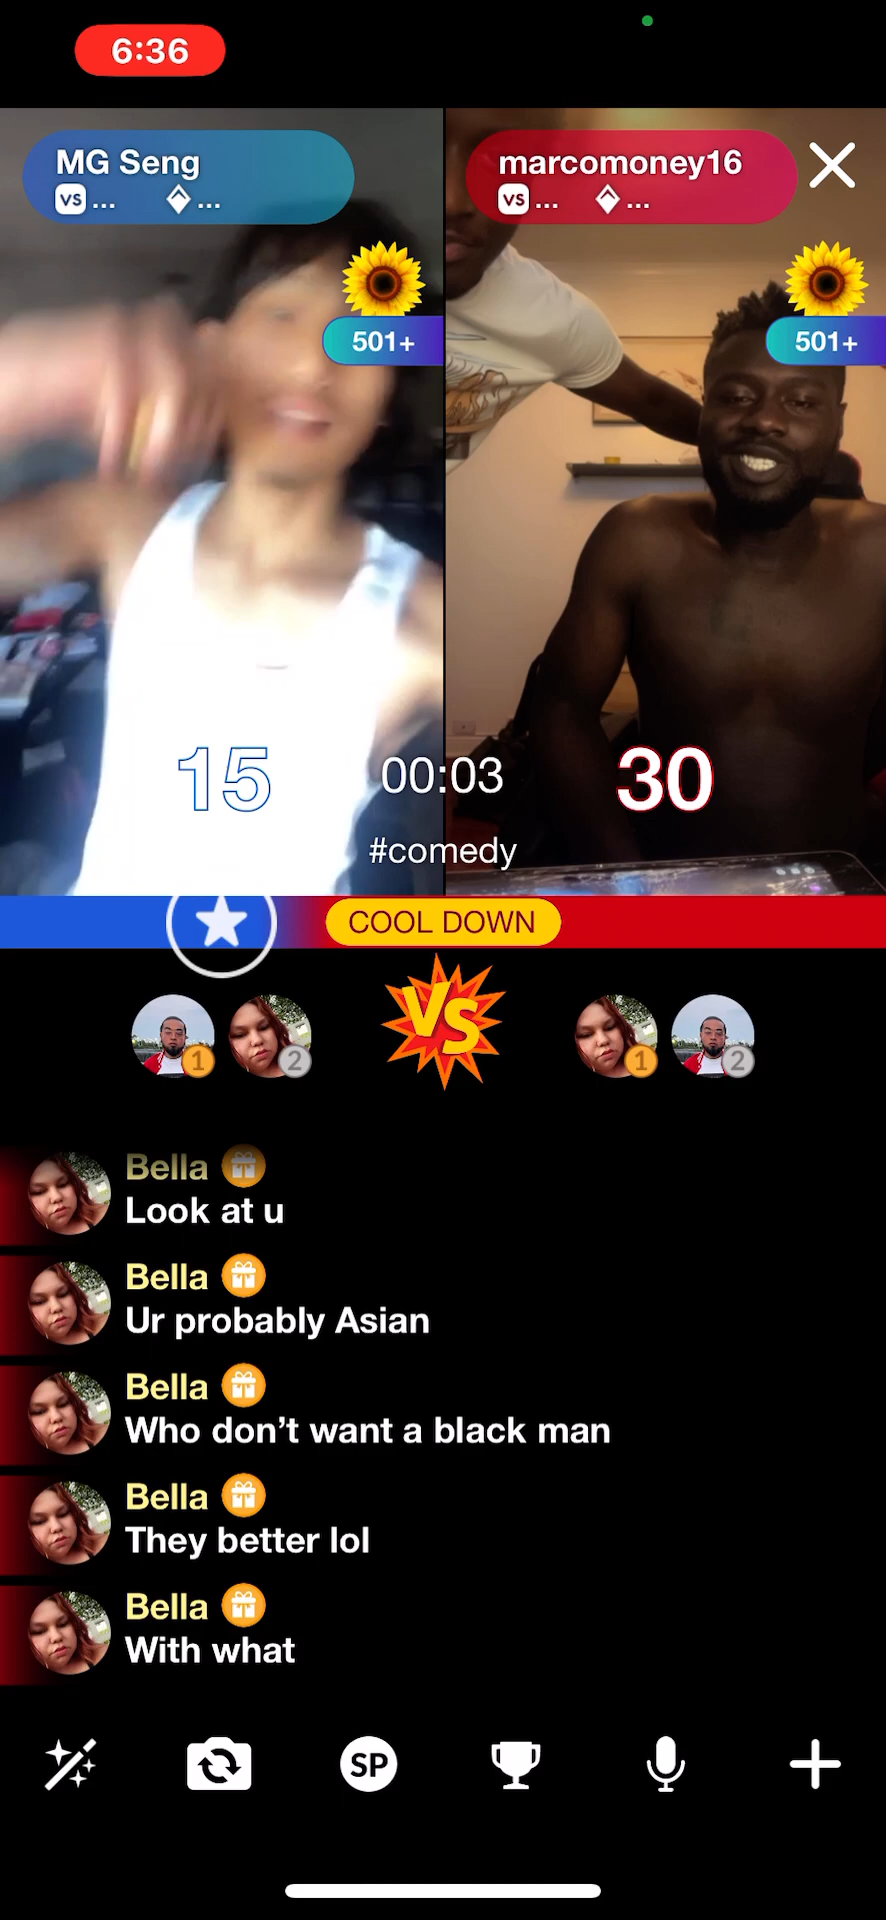 6:36
MG Seng
VS ... ...
marcomoney16
VS ... ...
501+
501+
15
00:03
30
#comedy
COOL DOWN
VS
1
2
1
2
Bella
Look at u
Bella
Ur probably Asian
Bella
Who don’t want a black man
Bella
They better lol
Bella
With what
SP